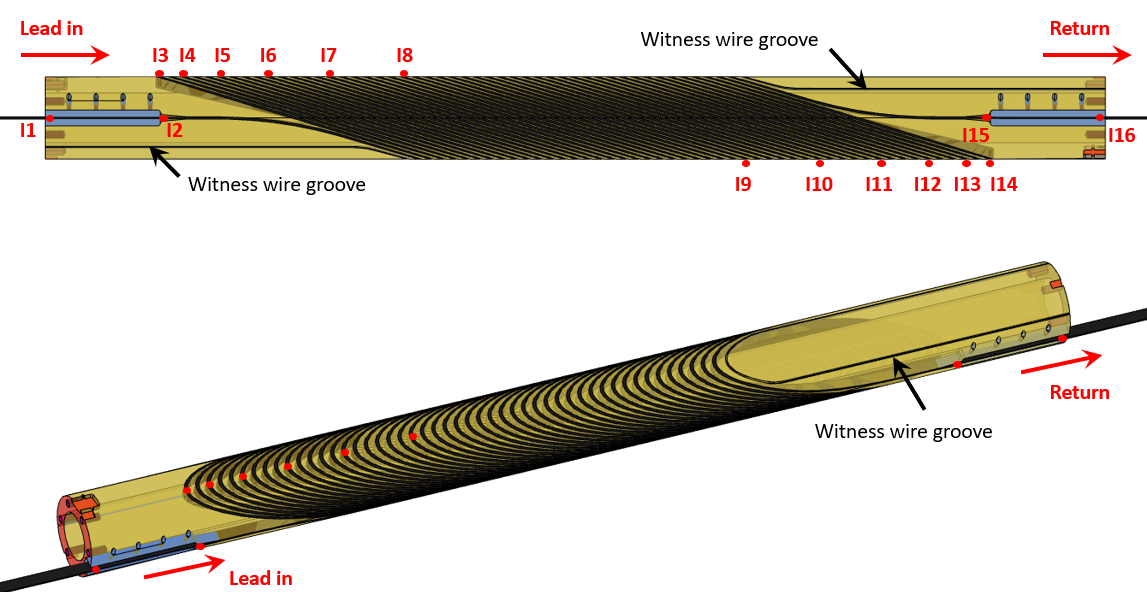 Lead in
Return
Witness wire groove
I3 I4 I5 I6 I7 I8
I1
I2
I15
I16
Witness wire groove
I9 I10 I11 I12 I13 I14
Return
Witness wire groove
Lead in